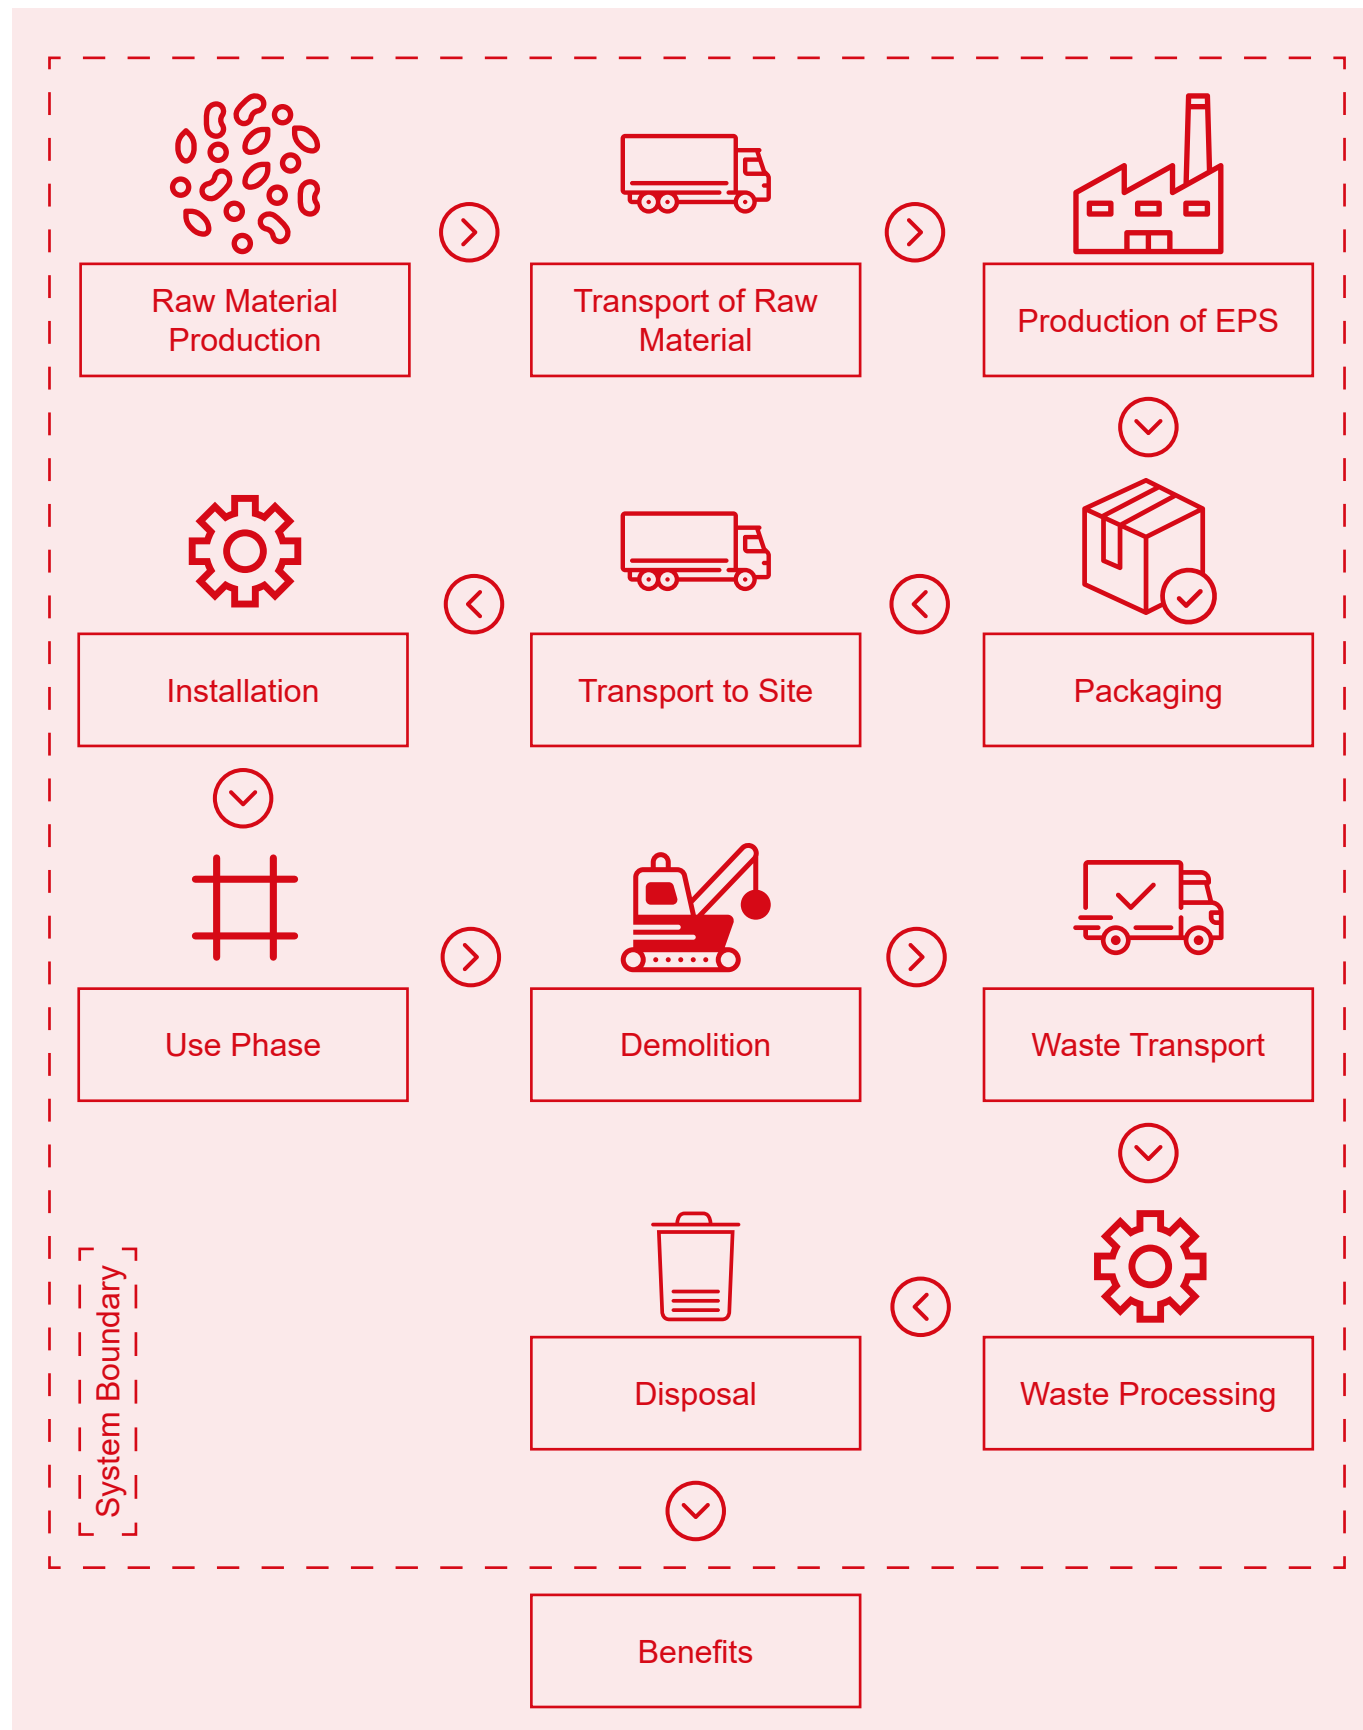 Raw Material
Production
Transport of Raw
Material
Production of EPS
Installation
Transport to Site
Packaging
Use Phase
Demolition
Waste Transport
System Boundary
Disposal
Waste Processing
Benefits